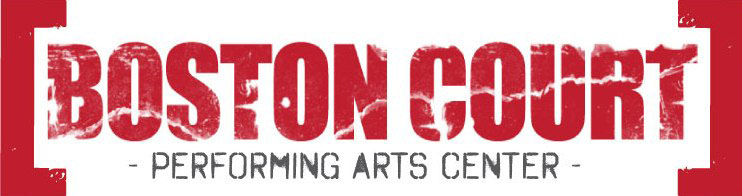 BOSTON COURT
- PERFORMING ARTS CENTER -